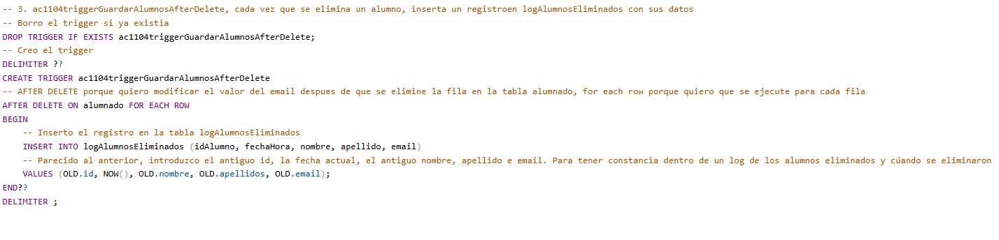 -- 3. ac1104triggerGuardarAlumnosAfterDelete, cada vez que se elimina un alumno, inserta un registroen logAlumnosEliminados con sus datos
-- Borro el trigger si ya existia
DROP TRIGGER IF EXISTS ac1104triggerGuardarAlumnosAfterDelete;
-- Creo el trigger
DELIMITER ??
CREATE TRIGGER ac1104triggerGuardarAlumnosAfterDelete
-- AFTER DELETE porque quiero modificar el valor del email despues de que se elimine la fila en la tabla alumnado, for each row porque quiero que se ejecute para cada fila
AFTER DELETE ON alumnado FOR EACH ROW
BEGIN
    -- Inserto el registro en la tabla logAlumnosEliminados
    INSERT INTO logAlumnosEliminados (idAlumno, fechaHora, nombre, apellido, email)
    -- Parecido al anterior, introduzco el antiguo id, la fecha actual, el antiguo nombre, apellido e email. Para tener constancia dentro de un log de los alumnos eliminados y cúando se eliminaron
    VALUES (OLD.id, NOW(), OLD.nombre, OLD.apellidos, OLD.email);
END??
DELIMITER ;